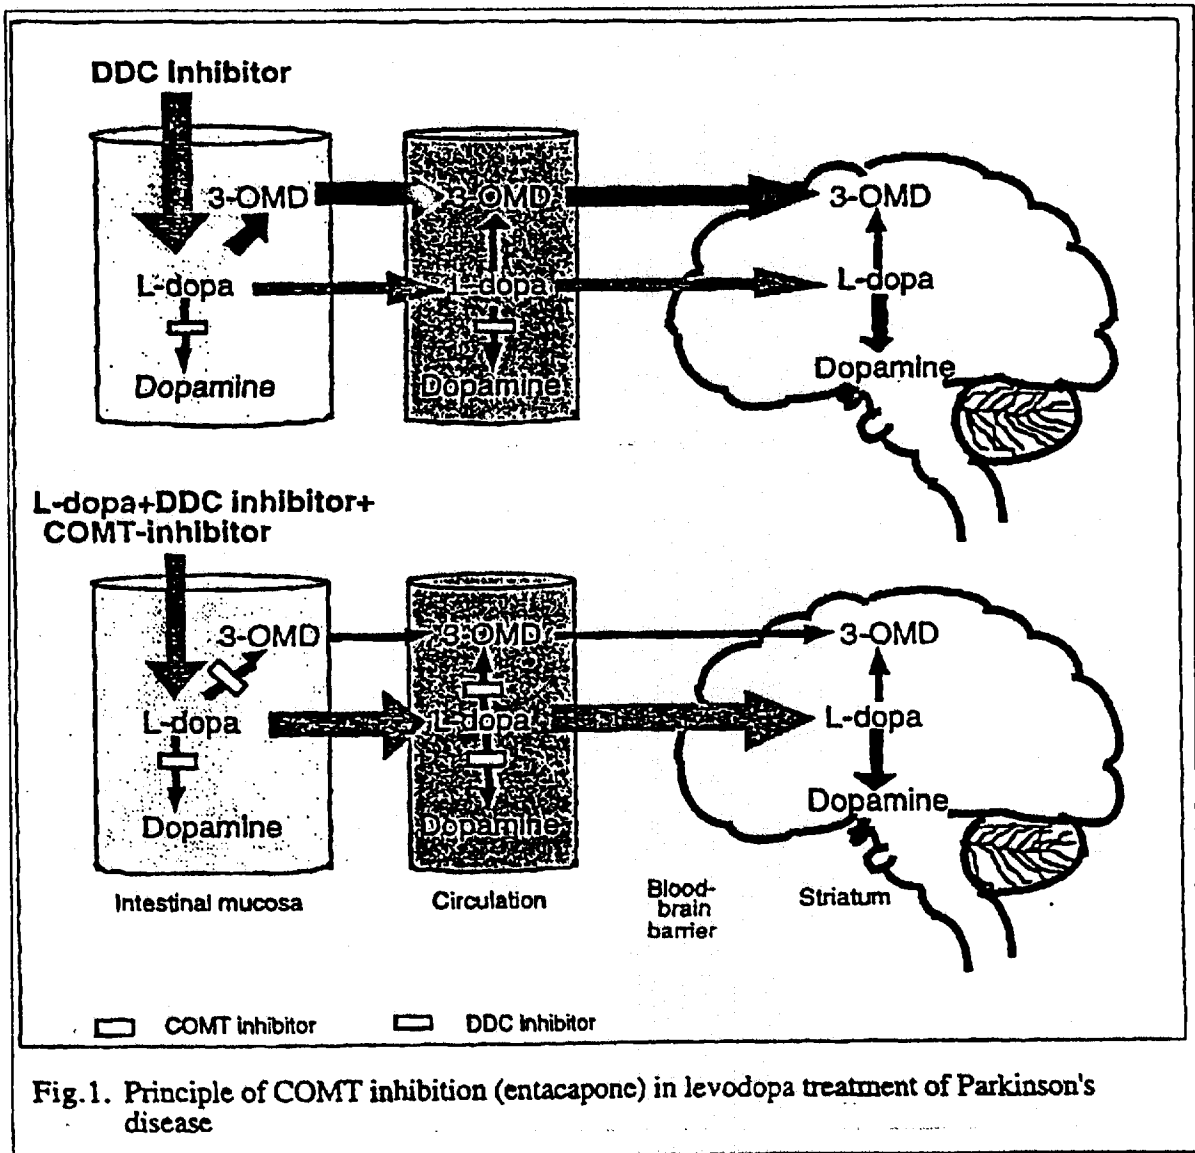 DDC Inhibitor
3-OMD
3-OMD
3-OMD
L-dopa
L-dopa
L-dopa
Dopamine
Dopamine
Dopamine
L-dopa+DDC inhibitor+
COMT-inhibitor
3-OMD
3-OMD
3-OMD
L-dopa
L-dopa
L-dopa
Dopamine
Dopamine
Dopamine
Intestinal mucosa
Circulation
Blood-
brain
barrier
Striatum
COMT inhibitor
DDC inhibitor
Fig.1. Principle of COMT inhibition (entacapone) in levodopa treatment of Parkinson's
disease